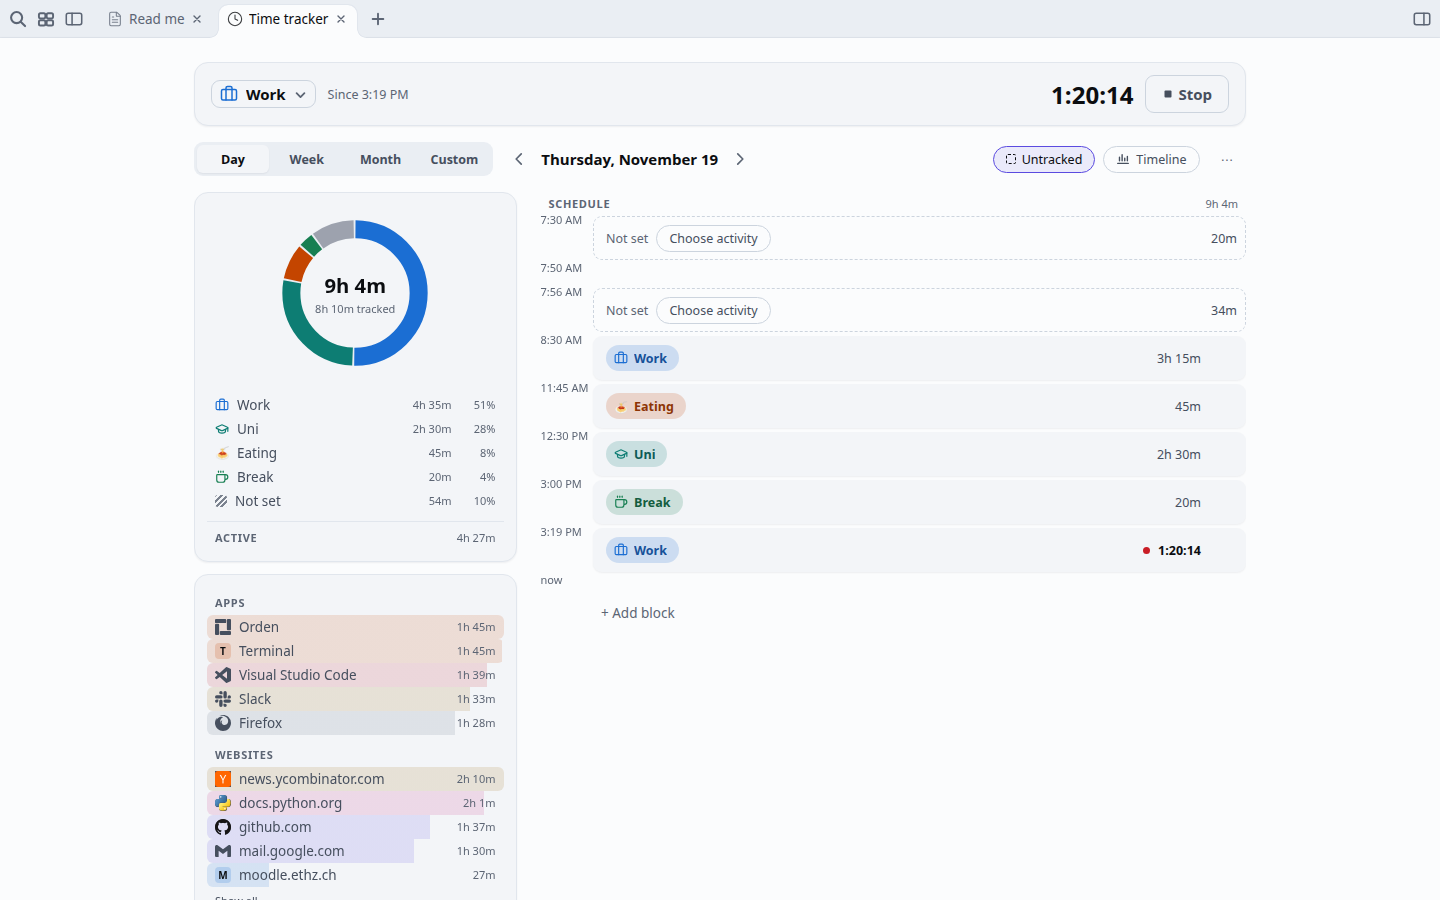 Read me
Time tracker
Work
Since 3:19 PM
1:20:14
Stop
Day
Week
Month
Custom
Thursday, November 19
Untracked
Timeline
...
9h 4m
8h 10m tracked
Work 4h 35m 51%
Uni 2h 30m 28%
Eating 45m 8%
Break 20m 4%
Not set 54m 10%
ACTIVE 4h 27m
APPS
Orden 1h 45m
T Terminal 1h 45m
Visual Studio Code 1h 39m
Slack 1h 33m
Firefox 1h 28m
WEBSITES
Y news.ycombinator.com 2h 10m
docs.python.org 2h 1m
github.com 1h 37m
mail.google.com 1h 30m
M moodle.ethz.ch 27m
Show all
SCHEDULE 9h 4m
7:30 AM
Not set Choose activity 20m
7:50 AM
7:56 AM
Not set Choose activity 34m
8:30 AM
Work 3h 15m
11:45 AM
Eating 45m
12:30 PM
Uni 2h 30m
3:00 PM
Break 20m
3:19 PM
Work 1:20:14
now
+ Add block